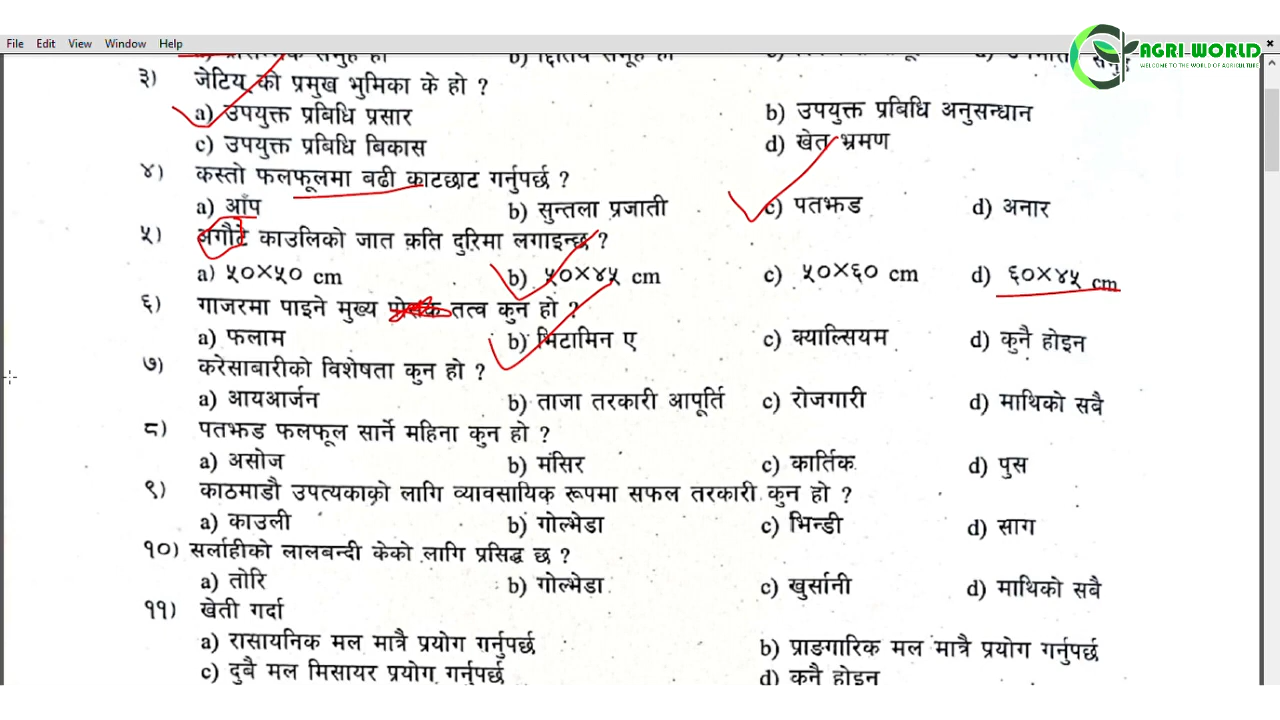 File Edit View Window Help
AGRI WORLD
WELCOME TO THE WORLD OF AGRICULTURE
समुह हो b) द्वितिय समूह हो
३) जेटिय को प्रमुख भुमिका के हो ?
a) उपयुक्त प्रबिधि प्रसार b) उपयुक्त प्रबिधि अनुसन्धान
c) उपयुक्त प्रबिधि बिकास d) खेत भ्रमण
४) कस्तो फलफूलमा बढी काटछाट गर्नुपर्छ ?
a) आँप b) सुन्तला प्रजाती c) पतझड d) अनार
५) अगौटे काउलिको जात कति दुरिमा लगाइन्छ ?
a) ५०×५० cm b) ५०×४५ cm c) ५०×६० cm d) ६०×४५ cm
६) गाजरमा पाइने मुख्य तत्व कुन हो ?
a) फलाम b) भिटामिन ए c) क्याल्सियम d) कुनै होइन
७) करेसाबारीको विशेषता कुन हो ?
a) आयआर्जन b) ताजा तरकारी आपूर्ति c) रोजगारी d) माथिको सबै
८) पतझड फलफूल सार्ने महिना कुन हो ?
a) असोज b) मंसिर c) कार्तिक d) पुस
९) काठमाडौ उपत्यकाको लागि व्यावसायिक रूपमा सफल तरकारी कुन हो ?
a) काउली b) गोल्भेडा c) भिन्डी d) साग
१०) सर्लाहीको लालबन्दी केको लागि प्रसिद्ध छ ?
a) तोरि b) गोल्भेडा c) खुर्सानी d) माथिको सबै
११) खेती गर्दा
a) रासायनिक मल मात्रै प्रयोग गर्नुपर्छ b) प्राङगारिक मल मात्रै प्रयोग गर्नुपर्छ
c) दुबै मल मिसायर प्रयोग गर्नुपर्छ d) कुनै होइन